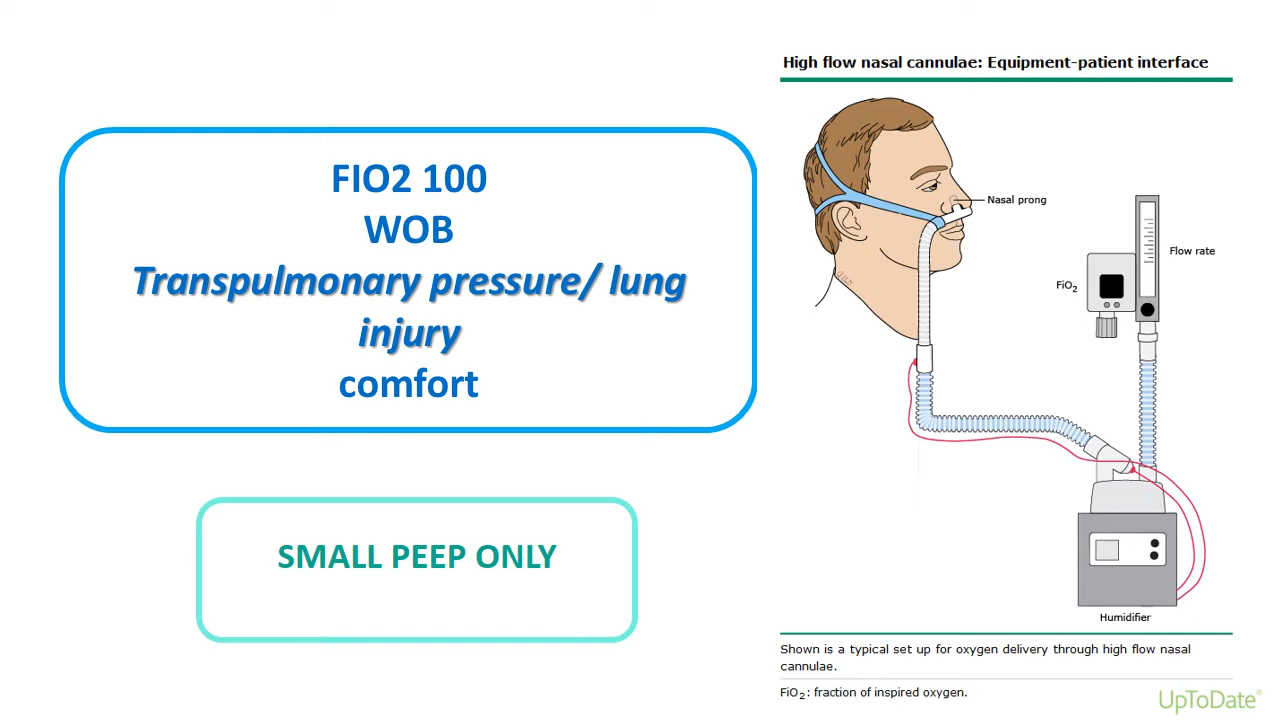 FIO2 100
WOB
Transpulmonary pressure/ lung
injury
comfort
SMALL PEEP ONLY
High flow nasal cannulae: Equipment-patient interface
Nasal prong
Flow rate
FiO2
Humidifier
Shown is a typical set up for oxygen delivery through high flow nasal
cannulae.
FiO2: fraction of inspired oxygen.
UpToDate®